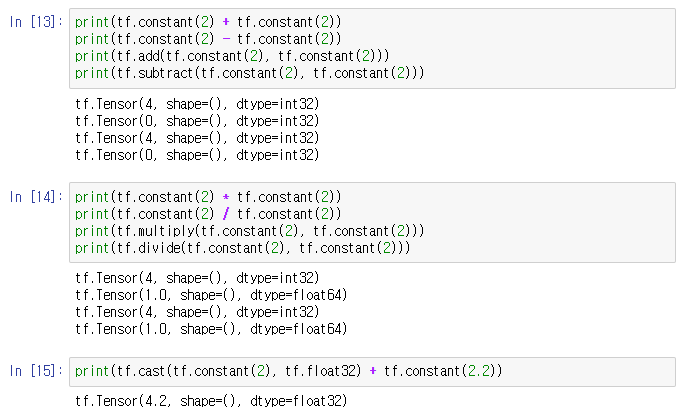 In [13]: print(tf.constant(2) + tf.constant(2))
print(tf.constant(2) - tf.constant(2))
print(tf.add(tf.constant(2), tf.constant(2)))
print(tf.subtract(tf.constant(2), tf.constant(2)))
tf.Tensor(4, shape=(), dtype=int32)
tf.Tensor(0, shape=(), dtype=int32)
tf.Tensor(4, shape=(), dtype=int32)
tf.Tensor(0, shape=(), dtype=int32)
In [14]: print(tf.constant(2) * tf.constant(2))
print(tf.constant(2) / tf.constant(2))
print(tf.multiply(tf.constant(2), tf.constant(2)))
print(tf.divide(tf.constant(2), tf.constant(2)))
tf.Tensor(4, shape=(), dtype=int32)
tf.Tensor(1.0, shape=(), dtype=float64)
tf.Tensor(4, shape=(), dtype=int32)
tf.Tensor(1.0, shape=(), dtype=float64)
In [15]: print(tf.cast(tf.constant(2), tf.float32) + tf.constant(2.2))
tf.Tensor(4.2, shape=(), dtype=float32)